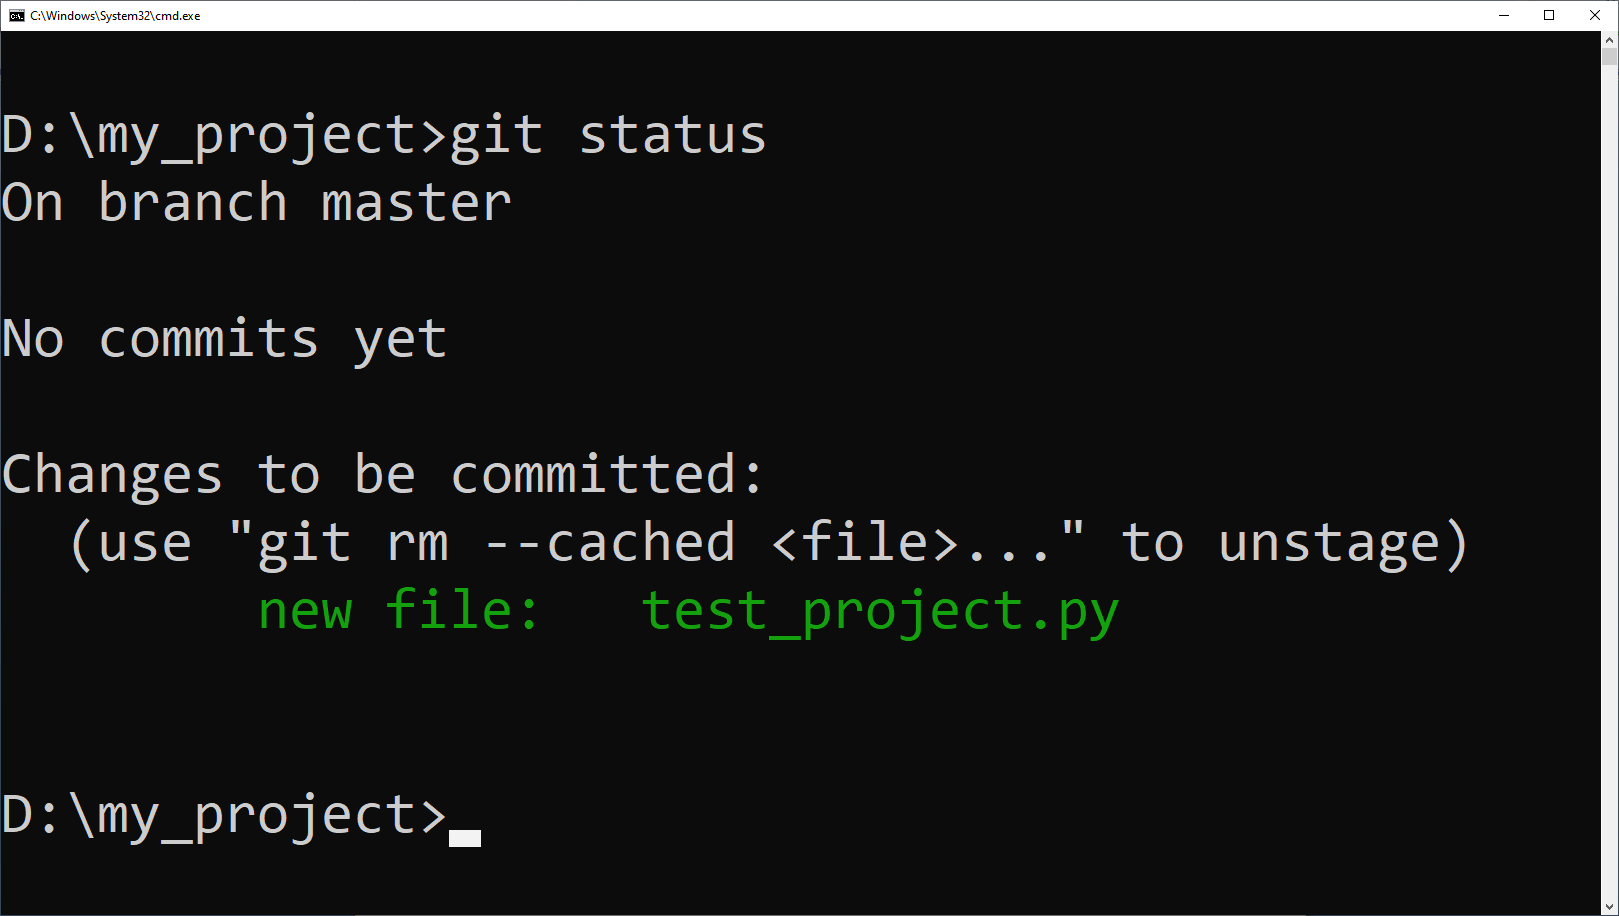 C:\Windows\System32\cmd.exe
D:\my_project>git status
On branch master
No commits yet
Changes to be committed:
  (use "git rm --cached <file>..." to unstage)
        new file:   test_project.py
D:\my_project>